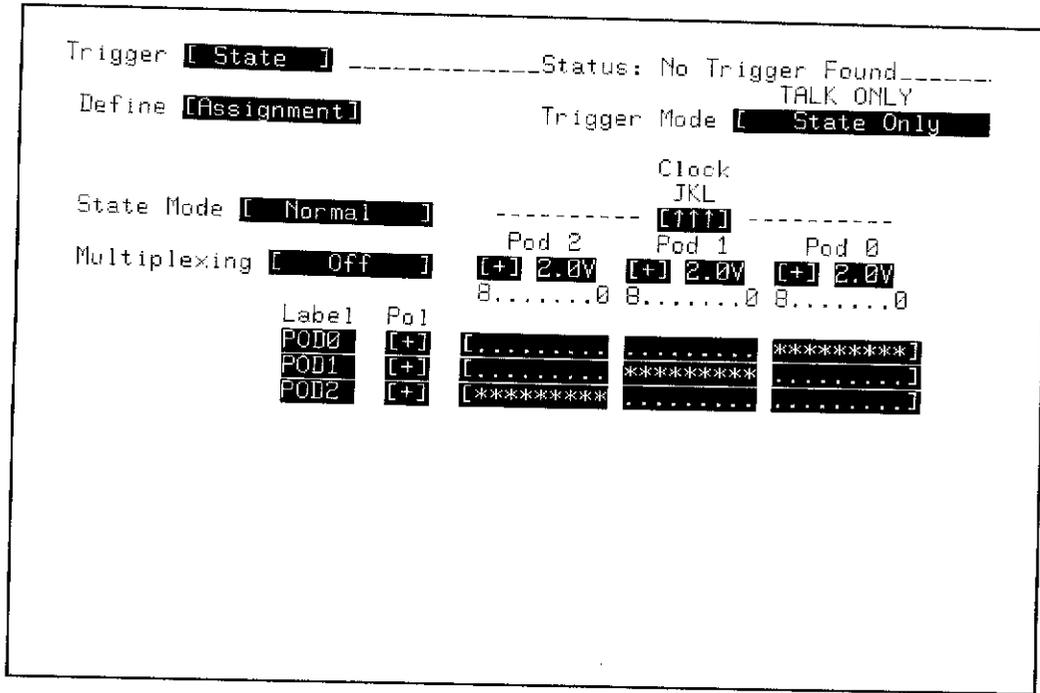 Trigger [ State ] _____________Status: No Trigger Found______
TALK ONLY
Define [Assignment] Trigger Mode [ State Only
Clock
JKL
State Mode [ Normal ] ---------- [↑↑↑] ----------
Pod 2 Pod 1 Pod 0
Multiplexing [ Off ] [+] 2.0V [+] 2.0V [+] 2.0V
8.......0 8.......0 8.......0
Label Pol
POD0 [+] [......... ......... *********]
POD1 [+] [......... ********* .........]
POD2 [+] [********* ......... .........]